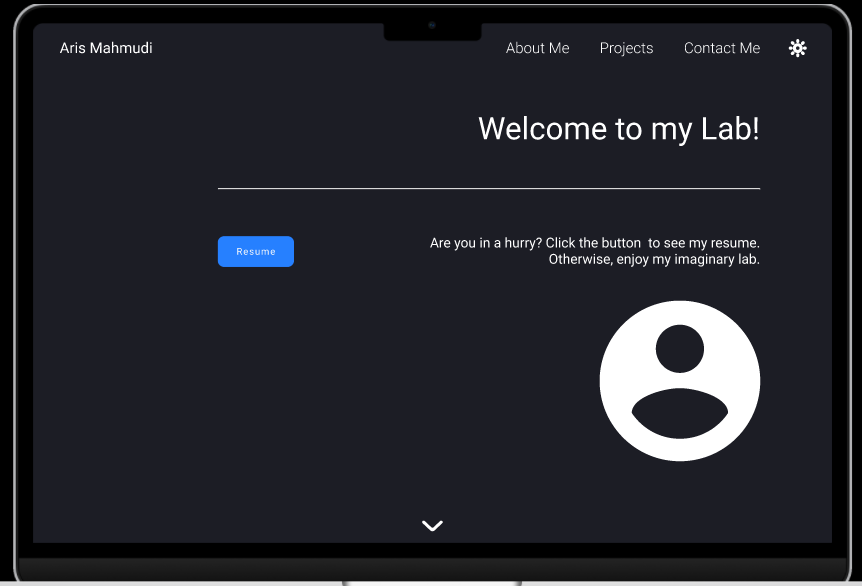 Aris Mahmudi
About Me
Projects
Contact Me
Welcome to my Lab!
Resume
Are you in a hurry? Click the button  to see my resume.
Otherwise, enjoy my imaginary lab.